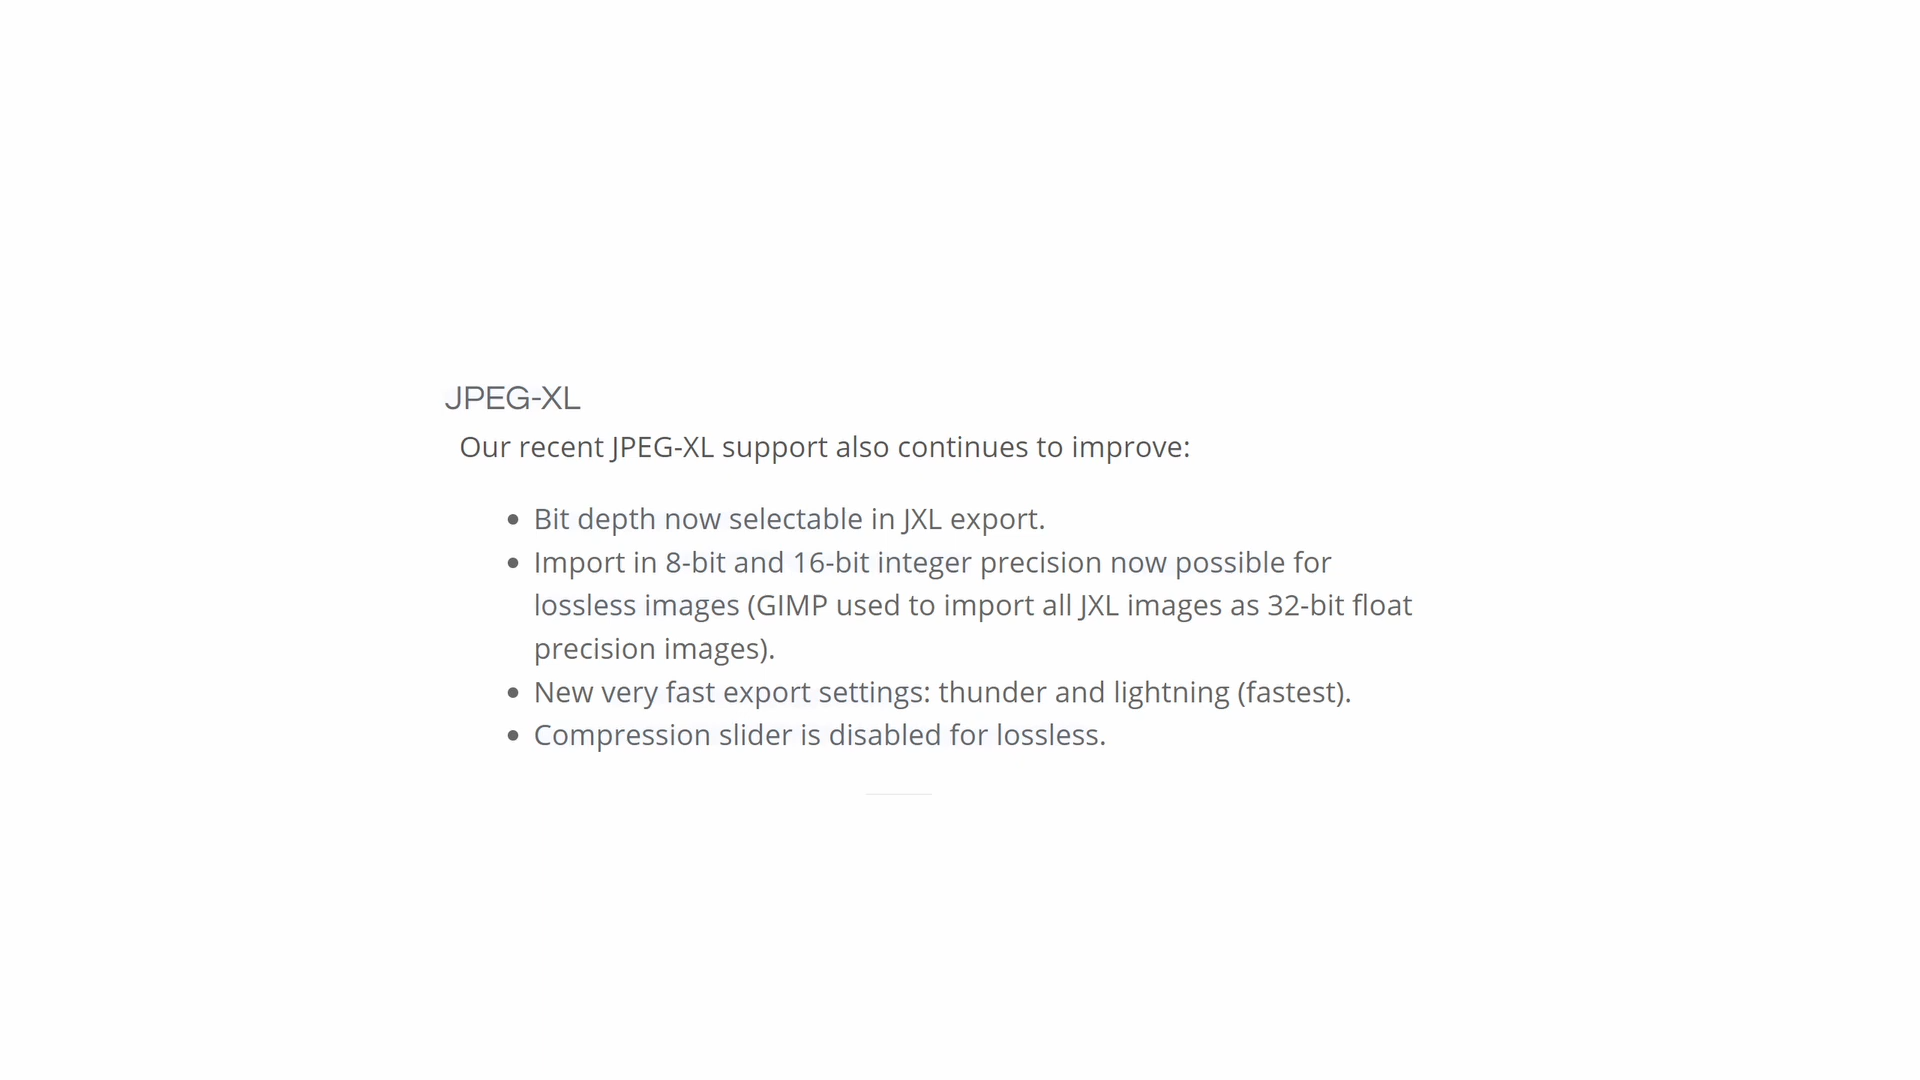 JPEG-XL
Our recent JPEG-XL support also continues to improve:
• Bit depth now selectable in JXL export.
• Import in 8-bit and 16-bit integer precision now possible for
lossless images (GIMP used to import all JXL images as 32-bit float
precision images).
• New very fast export settings: thunder and lightning (fastest).
• Compression slider is disabled for lossless.